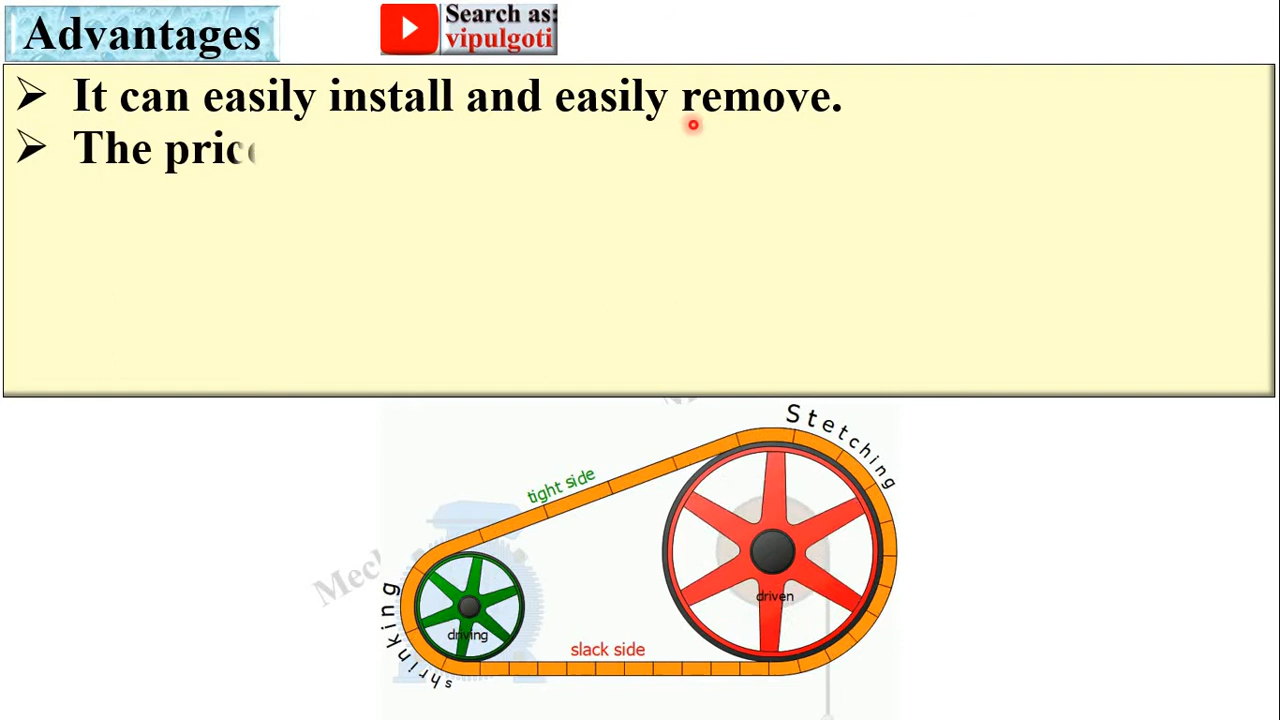 Advantages
Search as:
vipulgoti
It can easily install and easily remove.
The
Stetching
tight side
driven
shrinking
driving
slack side